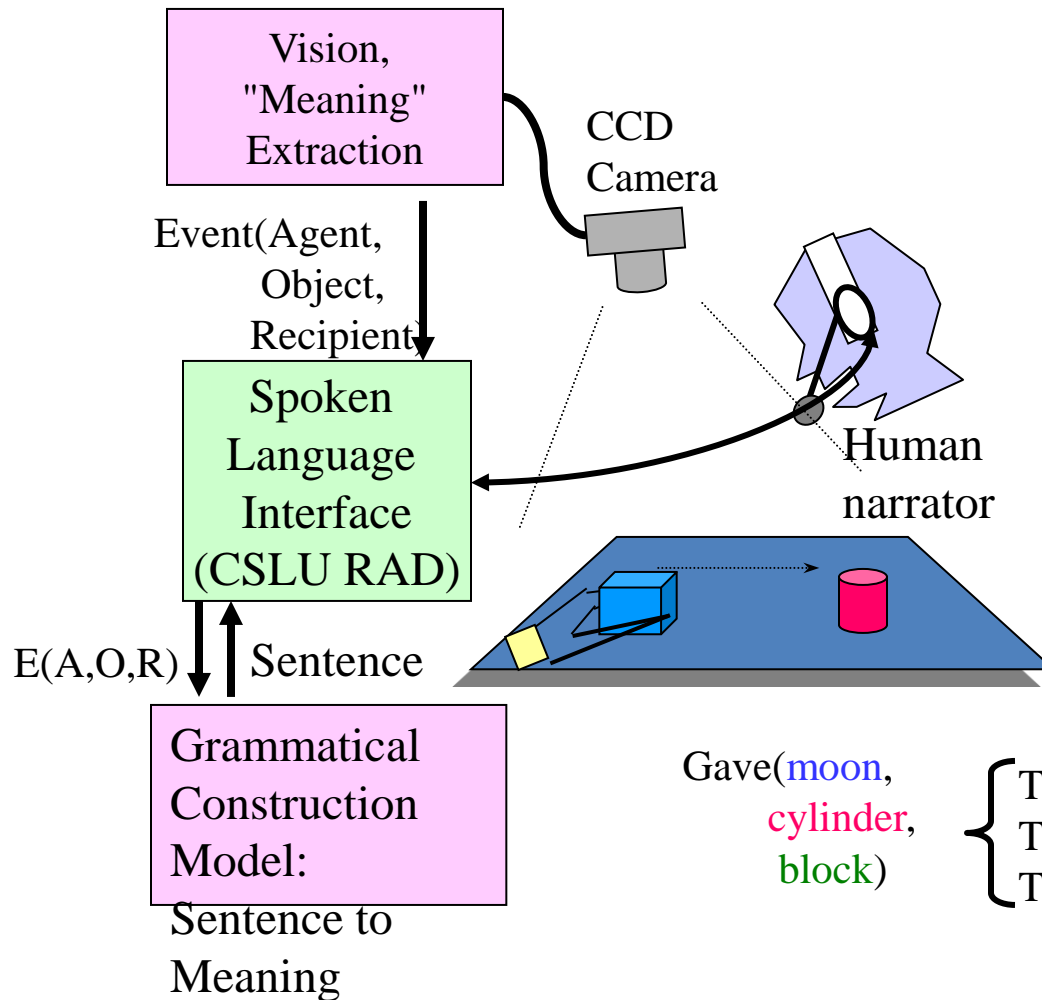 Vision,
"Meaning"
Extraction
CCD
Camera
Event(Agent,
Object,
Recipient)
Spoken
Language
Interface
(CSLU RAD)
Human
narrator
E(A,O,R)
Sentence
Grammatical
Construction
Model:
Sentence to
Meaning
Gave(moon,
cylinder,
block)
{
T
T
T